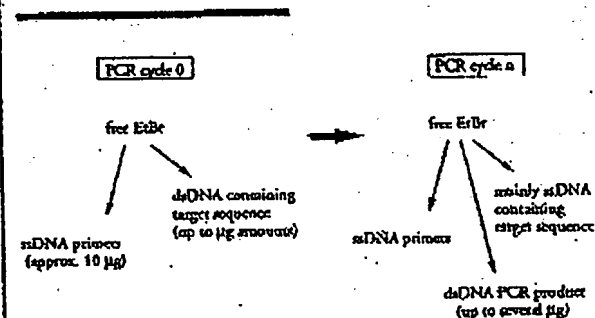 PCR cycle 0
free EtBr
ssDNA primers
(approx. 10 µg)
dsDNA containing
target sequence
(up to µg amounts)
PCR cycle n
free EtBr
ssDNA primers
mainly ssDNA
containing
target sequence
dsDNA PCR product
(up to several µg)